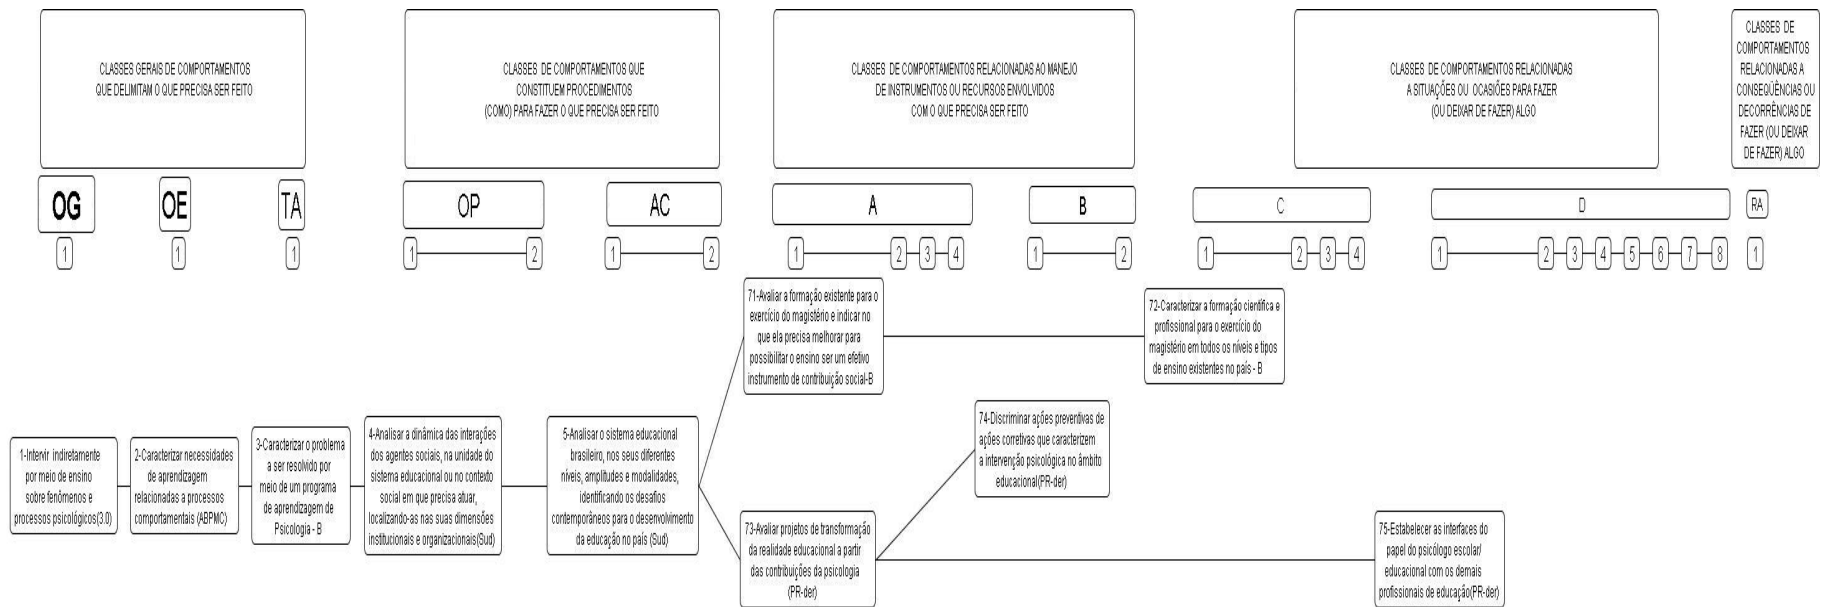 CLASSES GERAIS DE COMPORTAMENTOS
QUE DELIMITAM O QUE PRECISA SER FEITO
CLASSES DE COMPORTAMENTOS QUE
CONSTITUEM PROCEDIMENTOS
(COMO) PARA FAZER O QUE PRECISA SER FEITO
CLASSES DE COMPORTAMENTOS RELACIONADAS AO MANEJO
DE INSTRUMENTOS OU RECURSOS ENVOLVIDOS
COM O QUE PRECISA SER FEITO
CLASSES DE COMPORTAMENTOS RELACIONADAS
A SITUAÇÕES OU OCASIÕES PARA FAZER
(OU DEIXAR DE FAZER) ALGO
CLASSES DE
COMPORTAMENTOS
RELACIONADAS A
CONSEQÜÊNCIAS OU
DECORRÊNCIAS DE
FAZER (OU DEIXAR
DE FAZER) ALGO
OG
OE
TA
OP
AC
A
B
C
D
RA
1
1
1
1 2
1 2
1 2 3 4
1 2
1 2 3 4
1 2 3 4 5 6 7 8
1
71-Avaliar a formação existente para o
exercício do magistério e indicar no
que ela precisa melhorar para
possibilitar o ensino ser um efetivo
instrumento de contribuição social-B
72-Caracterizar a formação científica e
profissional para o exercício do
magistério em todos os níveis e tipos
de ensino existentes no país - B
1-Intervir indiretamente
por meio de ensino
sobre fenômenos e
processos psicológicos(3.0)
2-Caracterizar necessidades
de aprendizagem
relacionadas a processos
comportamentais (ABPMC)
3-Caracterizar o problema
a ser resolvido por
meio de um programa
de aprendizagem de
Psicologia - B
4-Analisar a dinâmica das interações
dos agentes sociais, na unidade do
sistema educacional ou no contexto
social em que precisa atuar,
localizando-as nas suas dimensões
institucionais e organizacionais(Sud)
5-Analisar o sistema educacional
brasileiro, nos seus diferentes
níveis, amplitudes e modalidades,
identificando os desafios
contemporâneos para o desenvolvimento
da educação no país (Sud)
74-Discriminar ações preventivas de
ações corretivas que caracterizem
a intervenção psicológica no âmbito
educacional(PR-der)
73-Avaliar projetos de transformação
da realidade educacional a partir
das contribuições da psicologia
(PR-der)
75-Estabelecer as interfaces do
papel do psicólogo escolar/
educacional com os demais
profissionais de educação(PR-der)